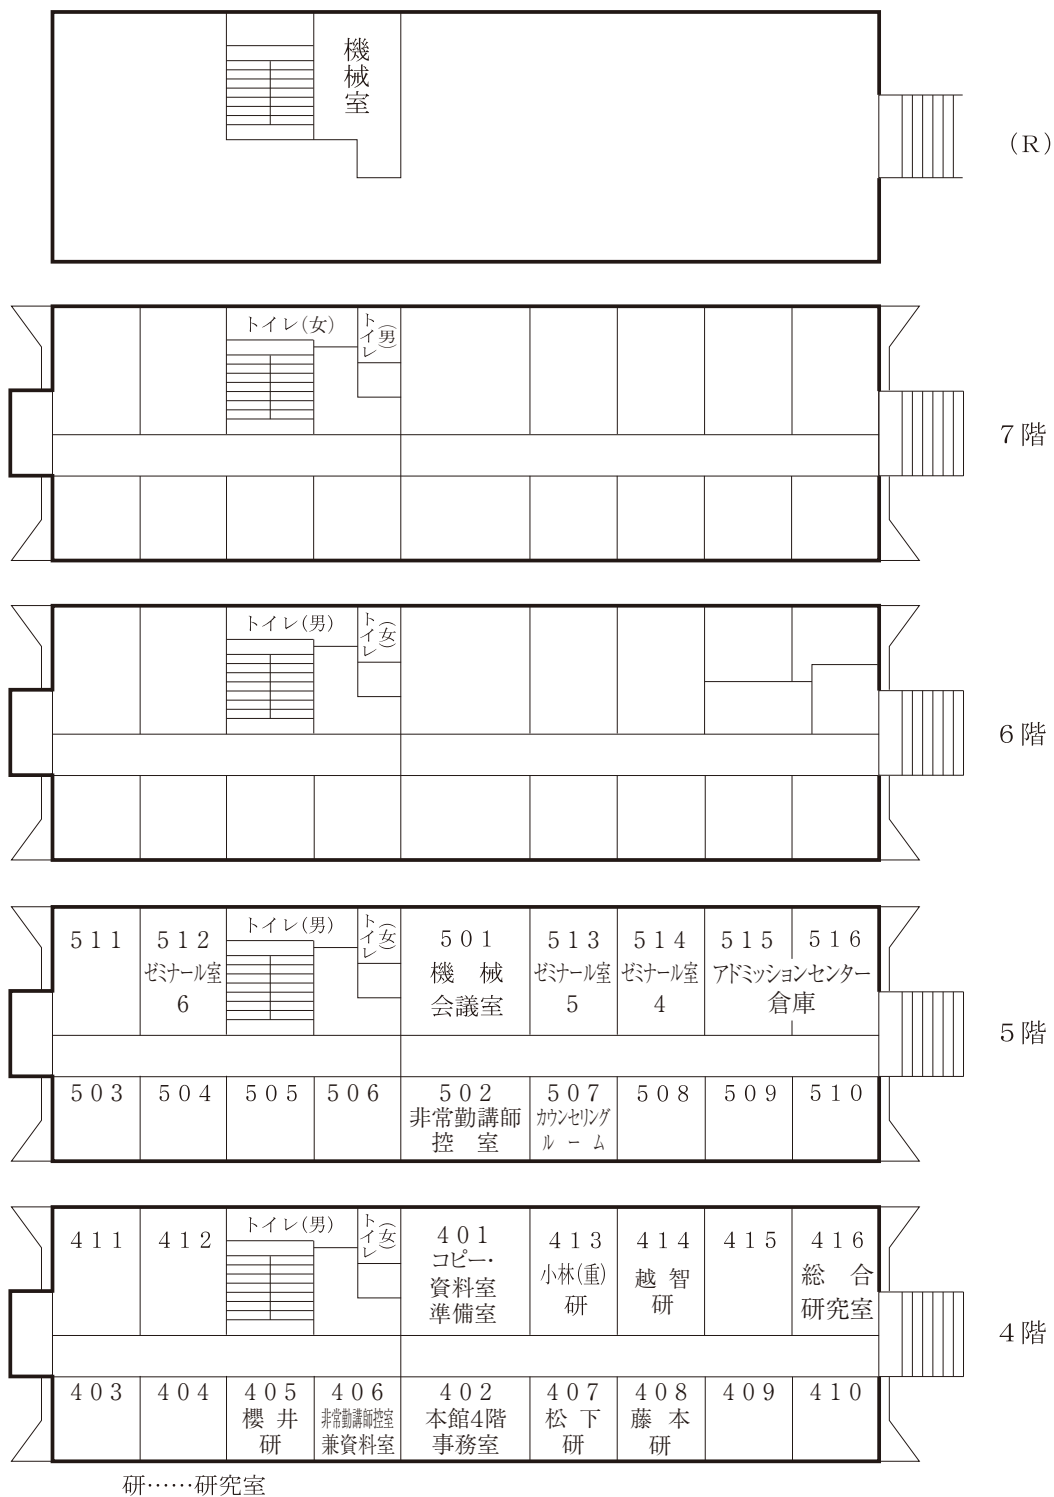 機械室
（R）
トイレ（女）
トイレ（男）
7階
トイレ（男）
トイレ（女）
6階
511
512
ゼミナール室
6
トイレ（男）
トイレ（女）
501
機械
会議室
513
ゼミナール室
5
514
ゼミナール室
4
515
516
アドミッションセンター
倉庫
5階
503
504
505
506
502
非常勤講師
控室
507
カウンセリング
ルーム
508
509
510
411
412
トイレ（男）
トイレ（女）
401
コピー・
資料室
準備室
413
小林（重）
研
414
越智
研
415
416
総合
研究室
4階
403
404
405
櫻井
研
406
非常勤講師控室
兼資料室
402
本館4階
事務室
407
松下
研
408
藤本
研
409
410
研……研究室